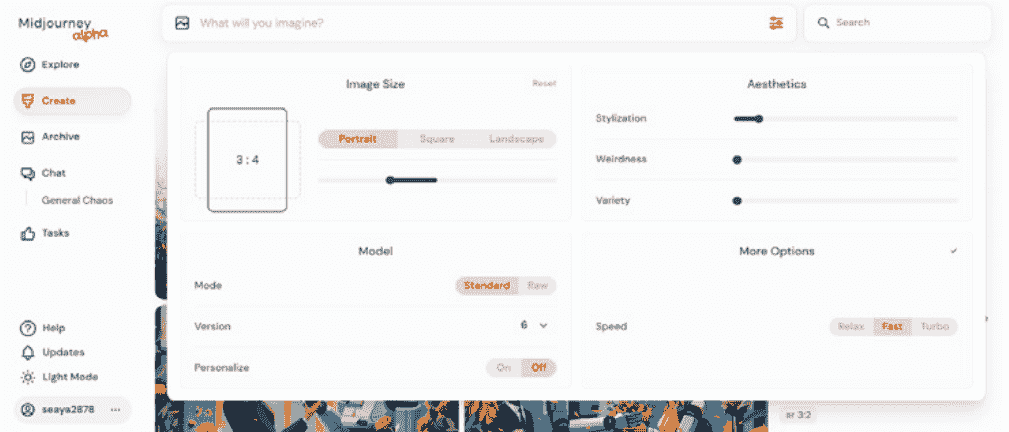 Midjourney
alpha
What will you imagine?
Search
Explore
Create
Archive
Chat
General Chaos
Tasks
Help
Updates
Light Mode
seaya2878 ...
Image Size
Reset
3 : 4
Portrait Square Landscape
Aesthetics
Stylization
Weirdness
Variety
Model
Mode Standard Raw
Version 6
Personalize On Off
More Options
Speed Relax Fast Turbo
ar 3:2